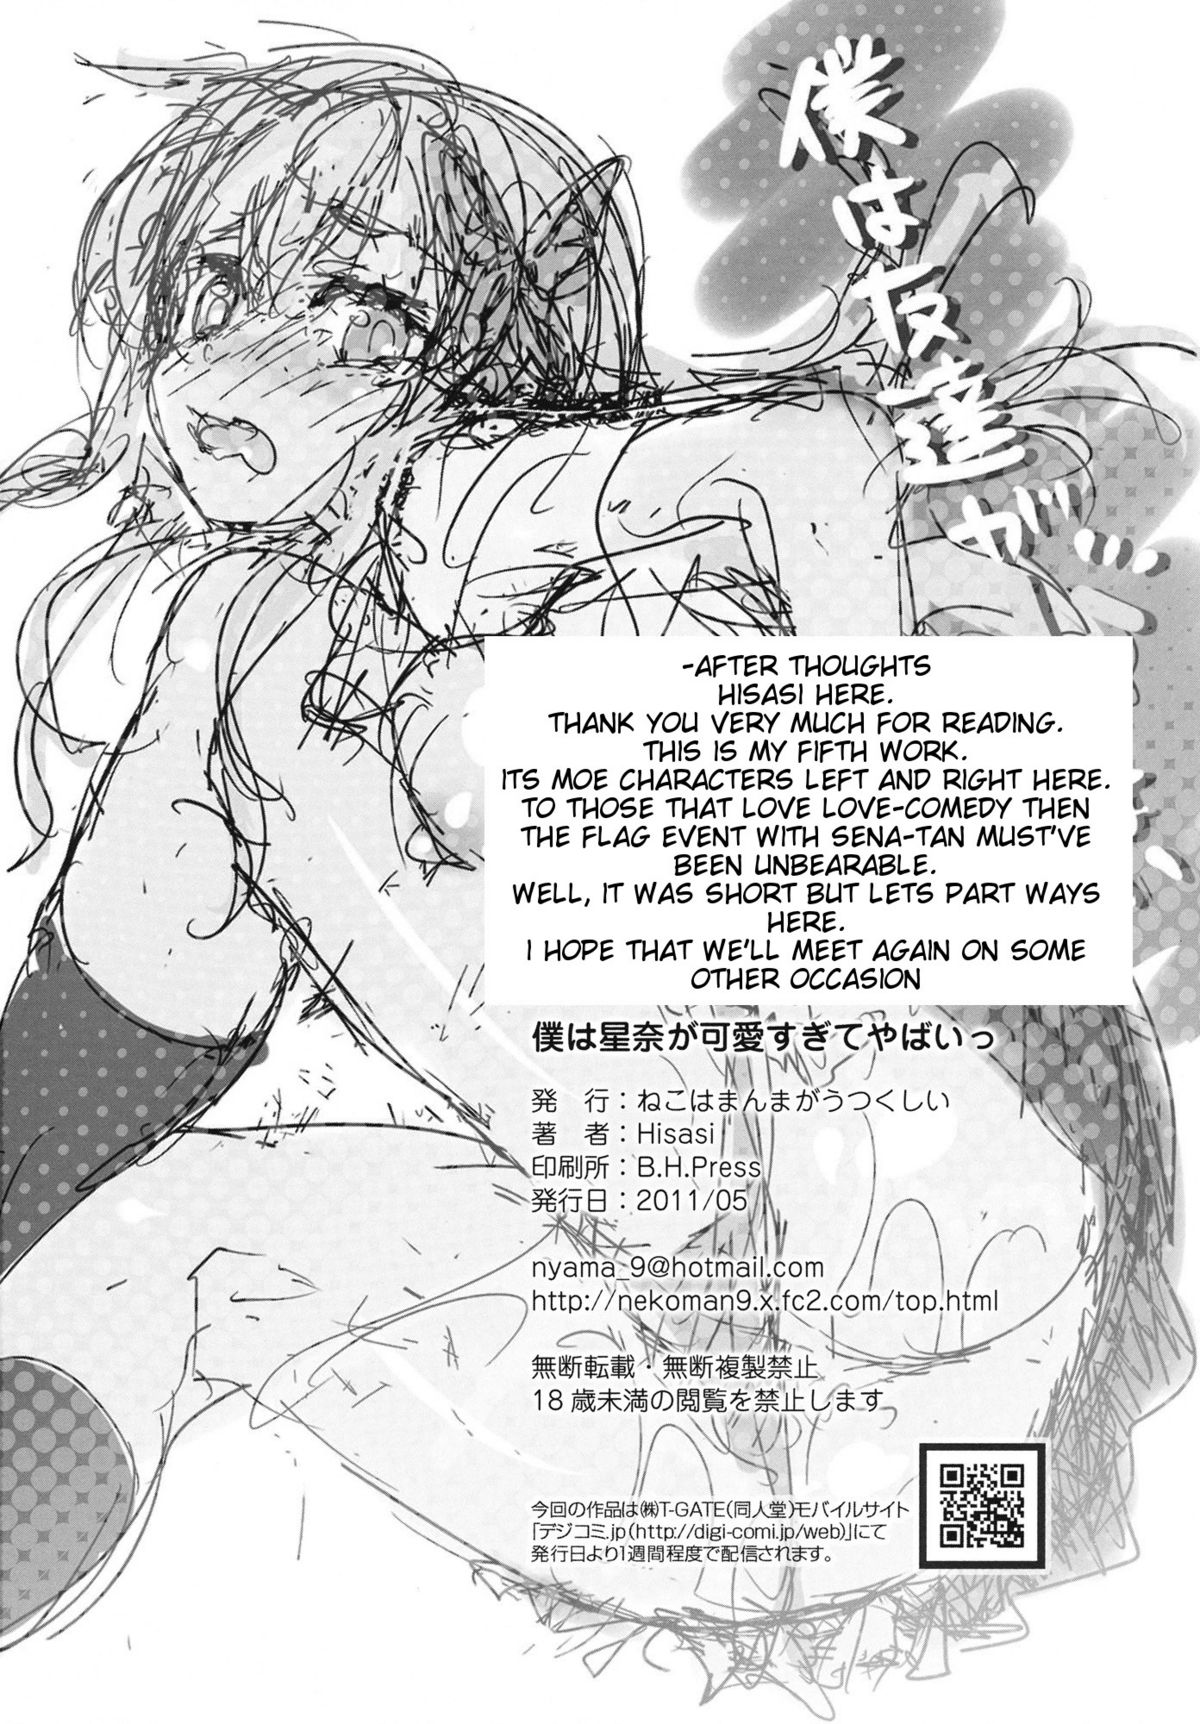 僕は友達が…
-AFTER THOUGHTS
HISASI HERE.
THANK YOU VERY MUCH FOR READING.
THIS IS MY FIFTH WORK.
ITS MOE CHARACTERS LEFT AND RIGHT HERE.
TO THOSE THAT LOVE LOVE-COMEDY THEN
THE FLAG EVENT WITH SENA-TAN MUST'VE
BEEN UNBEARABLE.
WELL, IT WAS SHORT BUT LETS PART WAYS
HERE.
I HOPE THAT WE'LL MEET AGAIN ON SOME
OTHER OCCASION
僕は星奈が可愛すぎてやばいっ
発　行：ねこはまんまがうつくしい
著　者：Hisasi
印刷所：B.H.Press
発行日：2011/05
nyama_9@hotmail.com
http://nekoman9.x.fc2.com/top.html
無断転載・無断複製禁止
18歳未満の閲覧を禁止します
今回の作品は㈱T-GATE(同人堂)モバイルサイト
「デジコミ.jp(http://digi-comi.jp/web)」にて
発行日より1週間程度で配信されます。